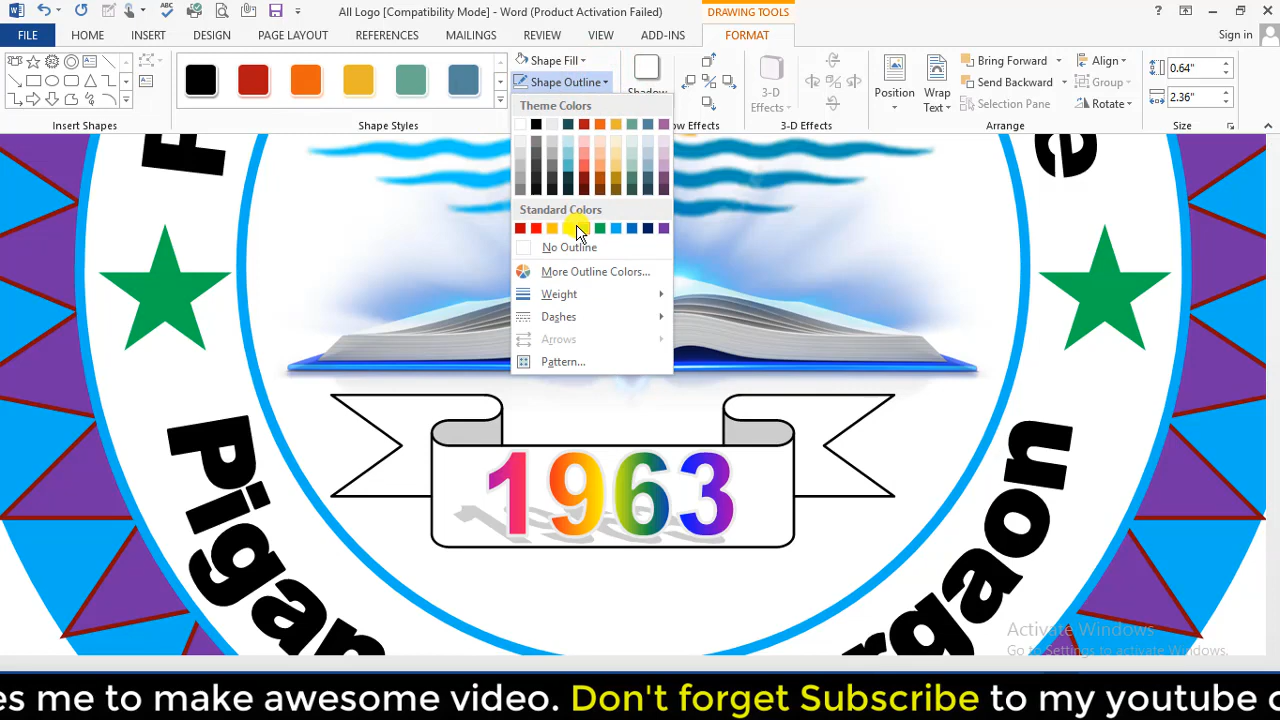 All Logo [Compatibility Mode] - Word (Product Activation Failed)
DRAWING TOOLS
FILE
HOME
INSERT
DESIGN
PAGE LAYOUT
REFERENCES
MAILINGS
REVIEW
VIEW
ADD-INS
FORMAT
Sign in
Shape Fill
Shape Outline
3-D
Effects
Position
Wrap
Text
Bring Forward
Send Backward
Selection Pane
Align
Group
Rotate
0.64"
2.36"
Insert Shapes
Shape Styles
3-D Effects
Arrange
Size
Theme Colors
Standard Colors
No Outline
More Outline Colors...
Weight
Dashes
Arrows
Pattern...
1963
Activate Windows
Go to Settings to activate Windows.
es me to make awesome video. Don't forget Subscribe to my youtube c